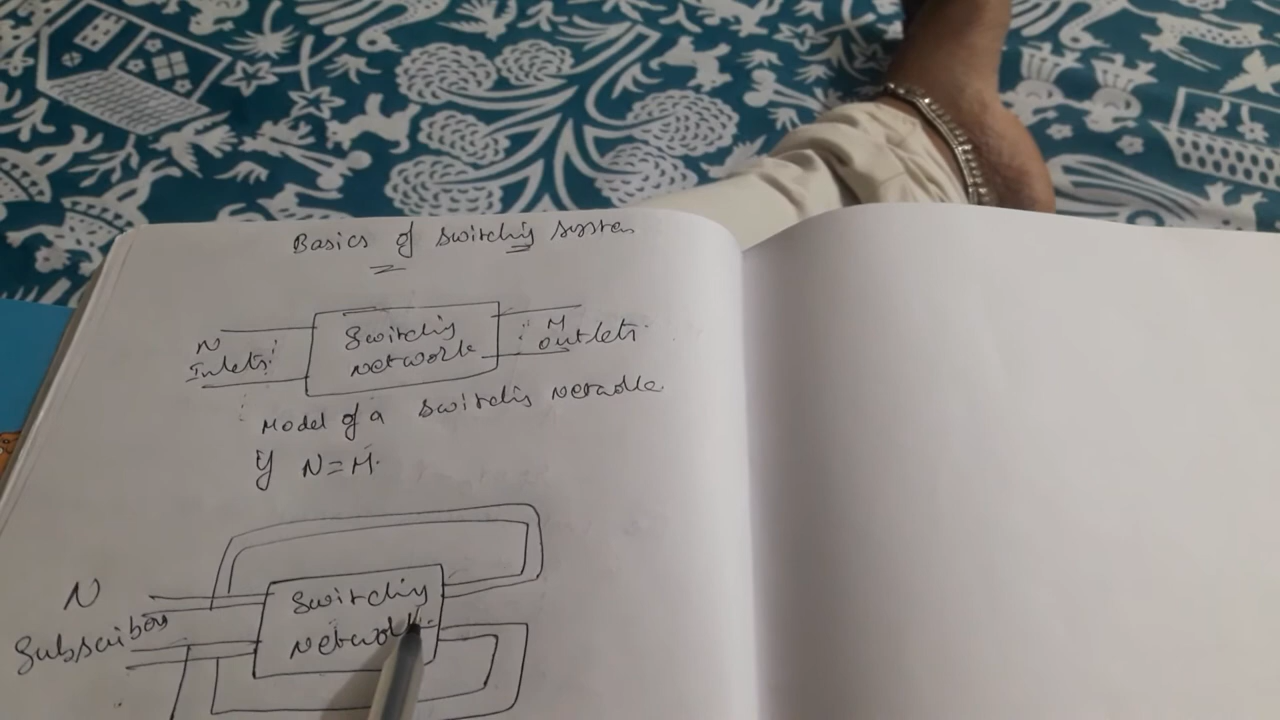 Basics of Switching System
N
Inlets
Switching
Network
M
Outlets
Model of a Switching Network
If N=M.
N
Subscribers
Switching
Network